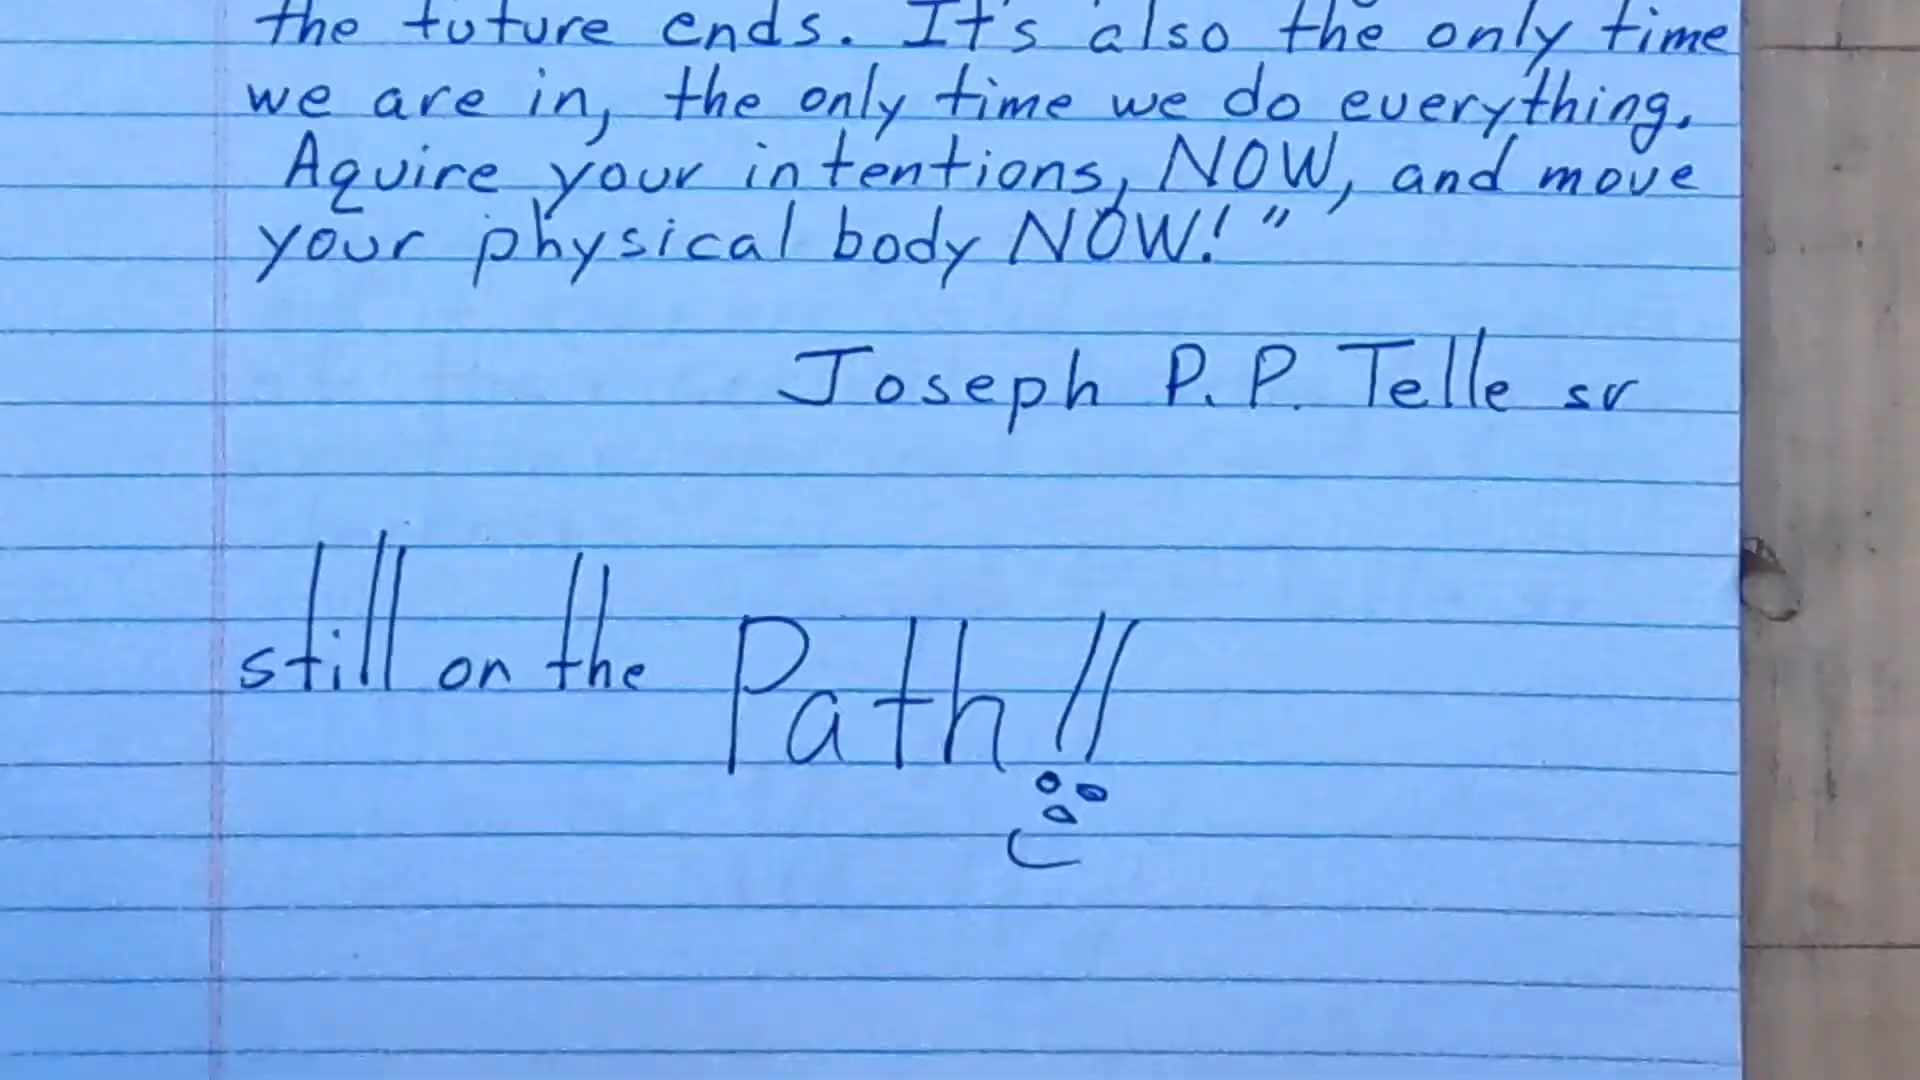 the future ends. It's also the only time
we are in, the only time we do everything.
Aquire your intentions, NOW, and move
your physical body NOW!"
Joseph P. P. Telle sr
still on the Path!!